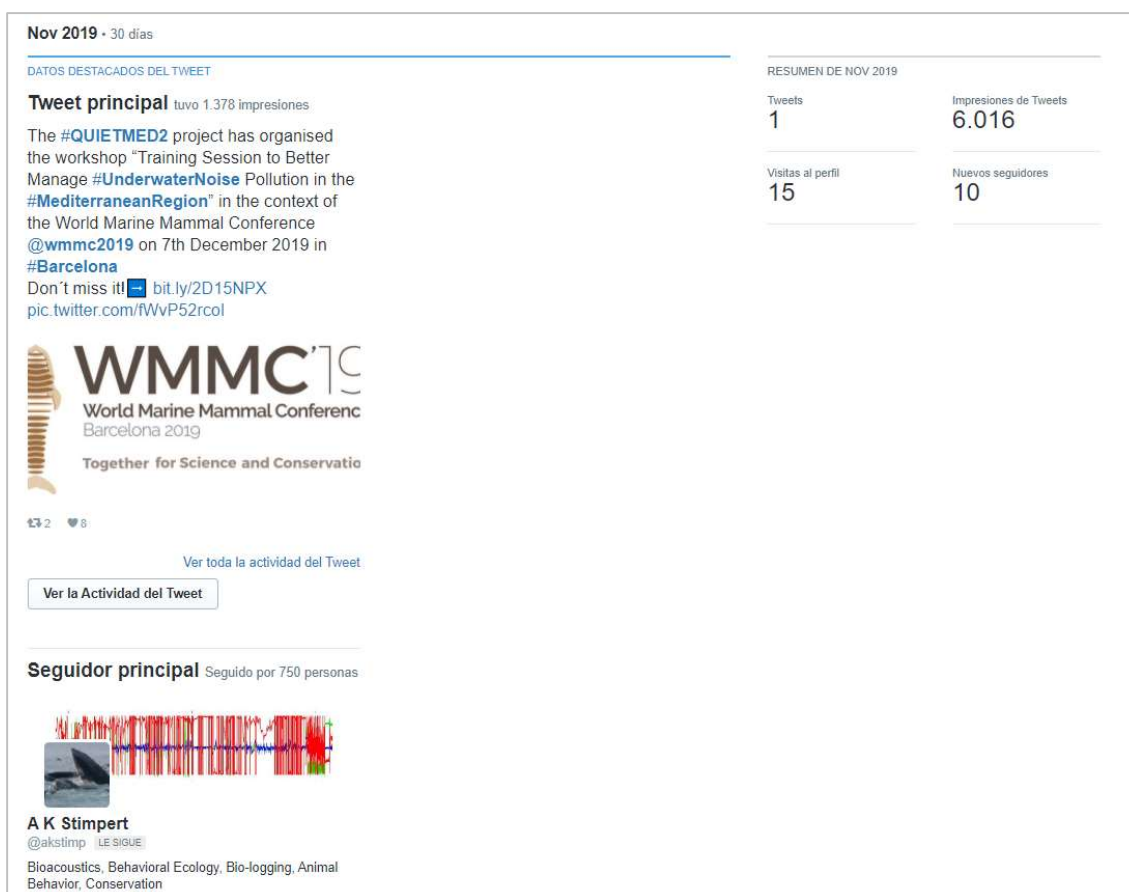 Nov 2019 • 30 días
DATOS DESTACADOS DEL TWEET
Tweet principal tuvo 1.378 impresiones
The #QUIETMED2 project has organised
the workshop “Training Session to Better
Manage #UnderwaterNoise Pollution in the
#MediterraneanRegion” in the context of
the World Marine Mammal Conference
@wmmc2019 on 7th December 2019 in
#Barcelona
Don´t miss it!➡ bit.ly/2D15NPX
pic.twitter.com/fWvP52rcoI
WMMC'19
World Marine Mammal Conferenc
Barcelona 2019
Together for Science and Conservatio
2 8
Ver toda la actividad del Tweet
Ver la Actividad del Tweet
Seguidor principal Seguido por 750 personas
A K Stimpert
@akstimp LE SIGUE
Bioacoustics, Behavioral Ecology, Bio-logging, Animal
Behavior, Conservation
RESUMEN DE NOV 2019
Tweets
1
Impresiones de Tweets
6.016
Visitas al perfil
15
Nuevos seguidores
10